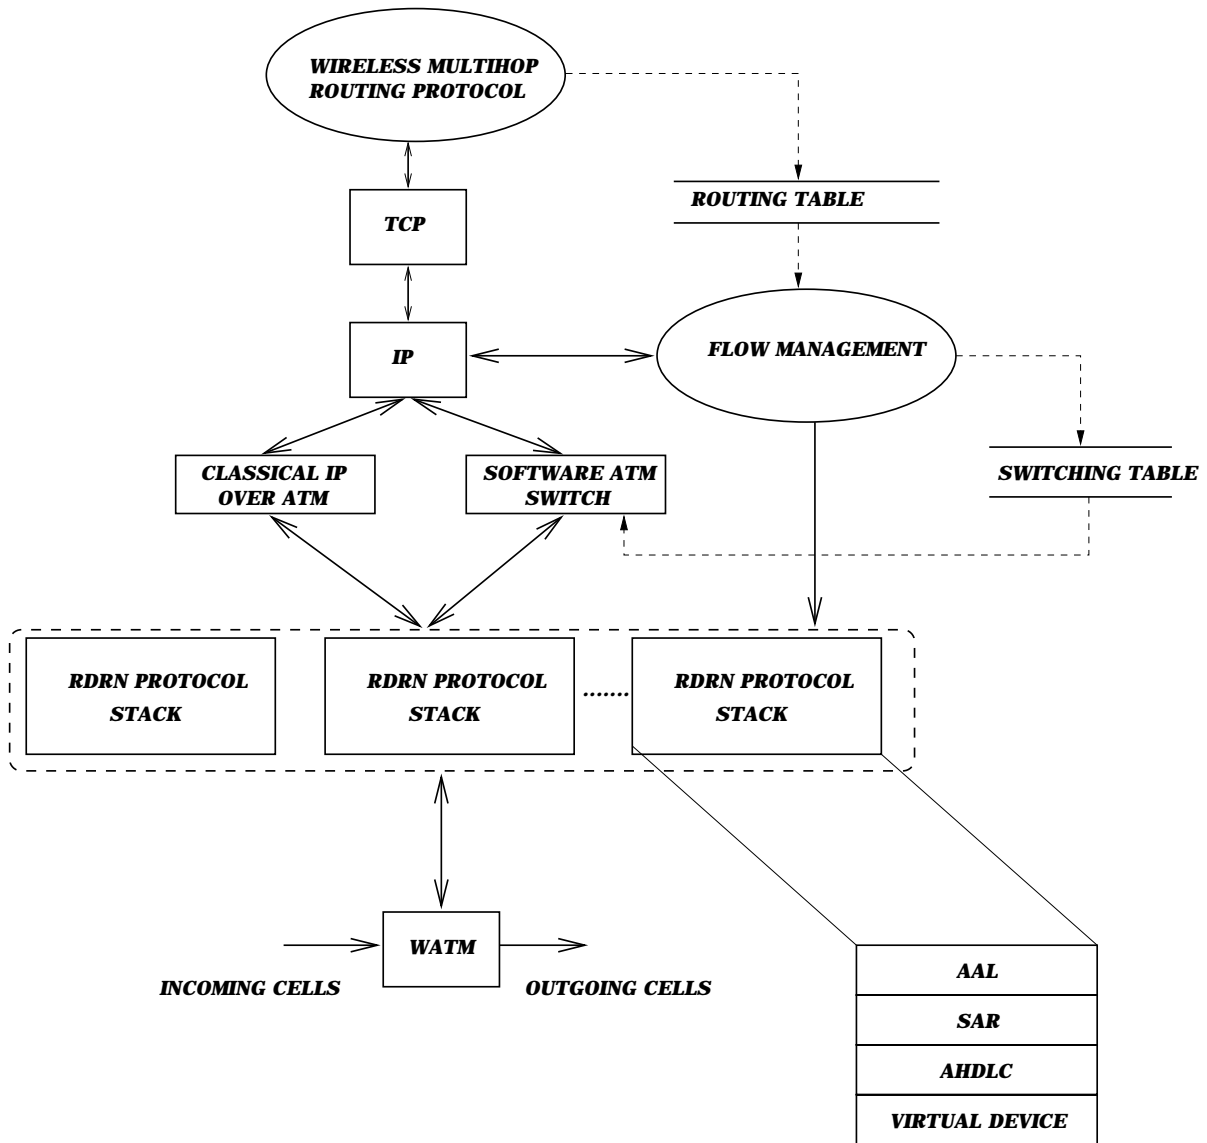 WIRELESS MULTIHOP
ROUTING PROTOCOL
ROUTING TABLE
TCP
IP
FLOW MANAGEMENT
CLASSICAL IP
OVER ATM
SOFTWARE ATM
SWITCH
SWITCHING TABLE
RDRN PROTOCOL
STACK
RDRN PROTOCOL
STACK
.......
RDRN PROTOCOL
STACK
WATM
INCOMING CELLS
OUTGOING CELLS
AAL
SAR
AHDLC
VIRTUAL DEVICE